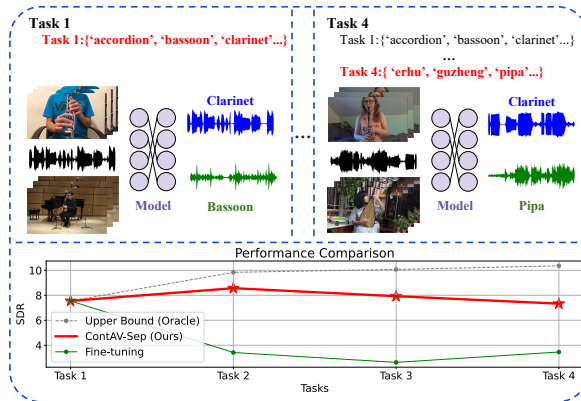 Task 1
Task 1:{‘accordion’, ‘bassoon’, ‘clarinet’...}
Clarinet
Model
Bassoon
...
Task 4
Task 1:{‘accordion’, ‘bassoon’, ‘clarinet’...}
...
Task 4:{ ‘erhu’, ‘guzheng’, ‘pipa’...}
Clarinet
Model
Pipa
Performance Comparison
SDR
10
8
6
4
Upper Bound (Oracle)
ContAV-Sep (Ours)
Fine-tuning
Task 1
Task 2
Task 3
Task 4
Tasks